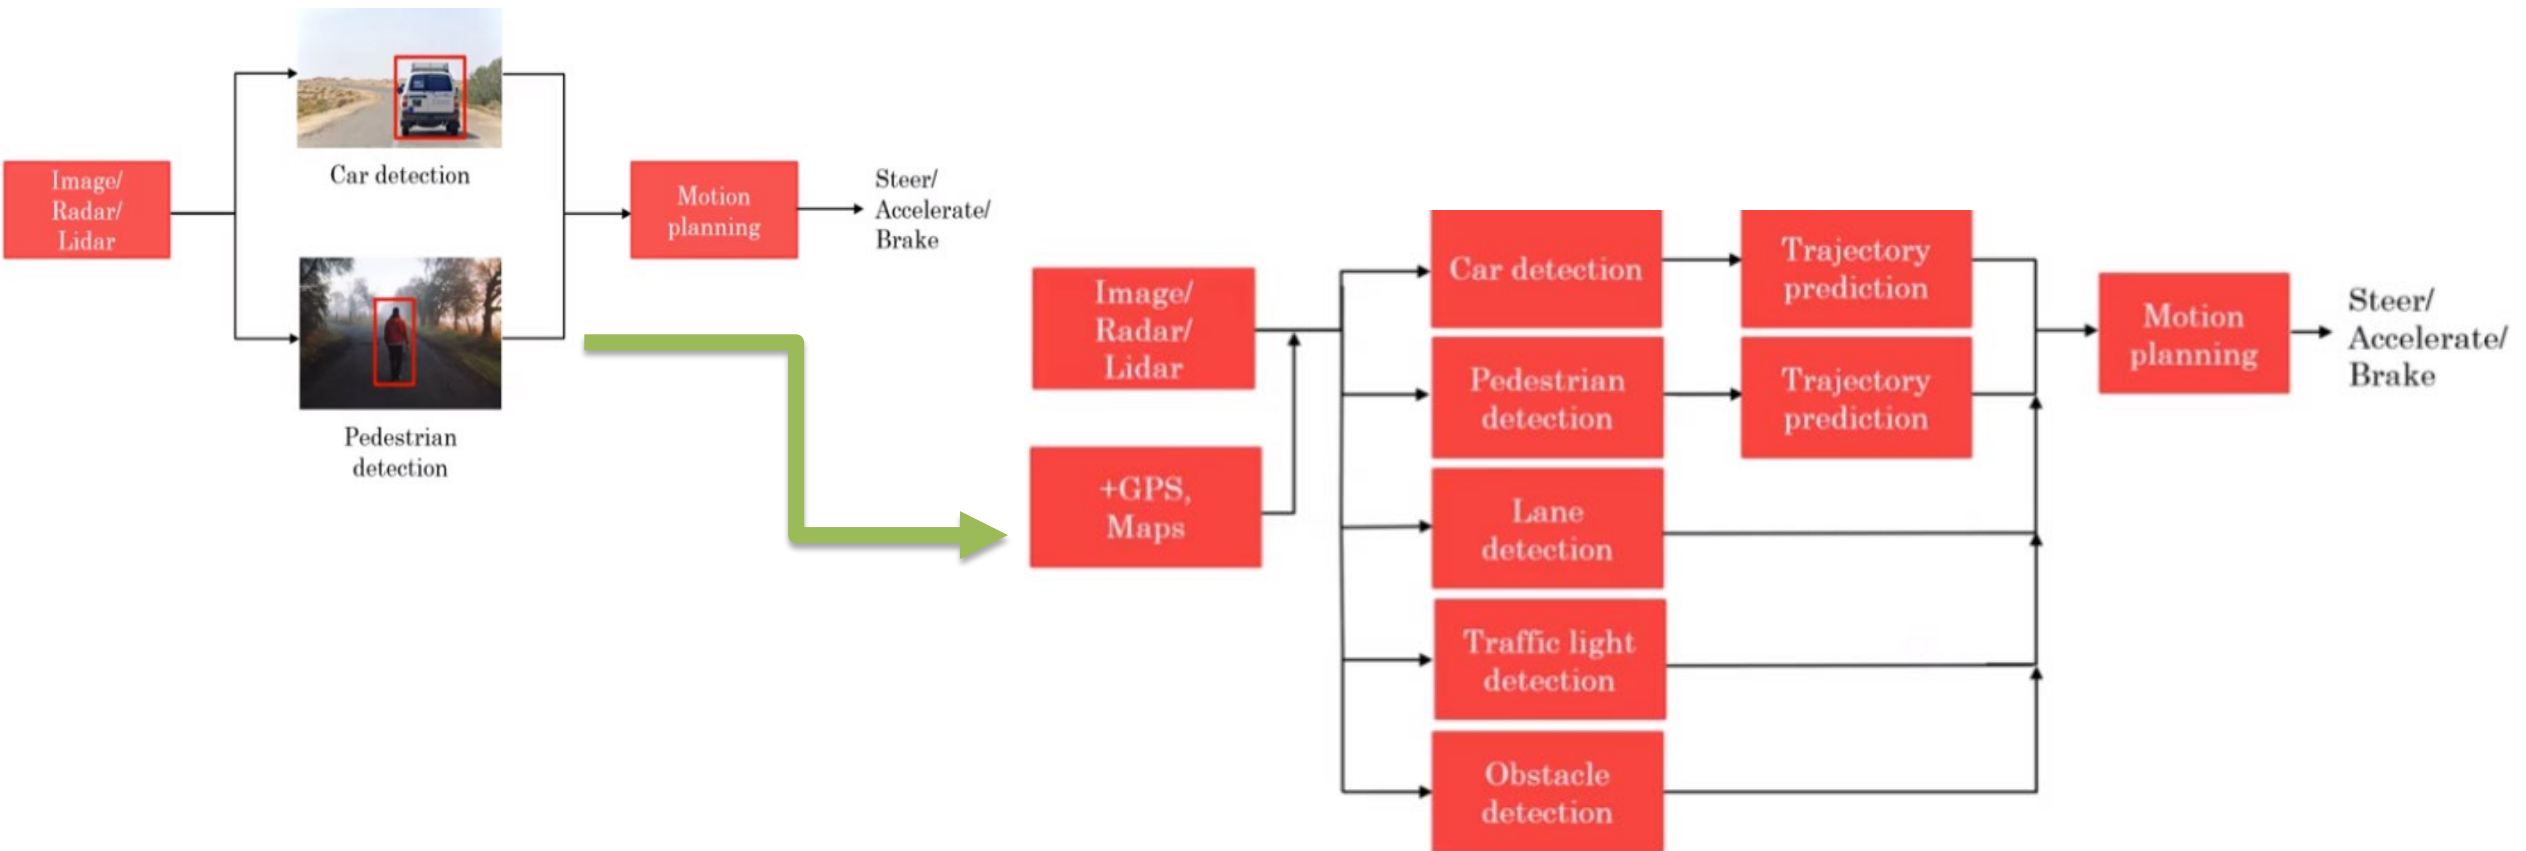 Image/
Radar/
Lidar
Car detection
Pedestrian
detection
Motion
planning
Steer/
Accelerate/
Brake
Image/
Radar/
Lidar
+GPS,
Maps
Car detection
Trajectory
prediction
Pedestrian
detection
Trajectory
prediction
Lane
detection
Traffic light
detection
Obstacle
detection
Motion
planning
Steer/
Accelerate/
Brake